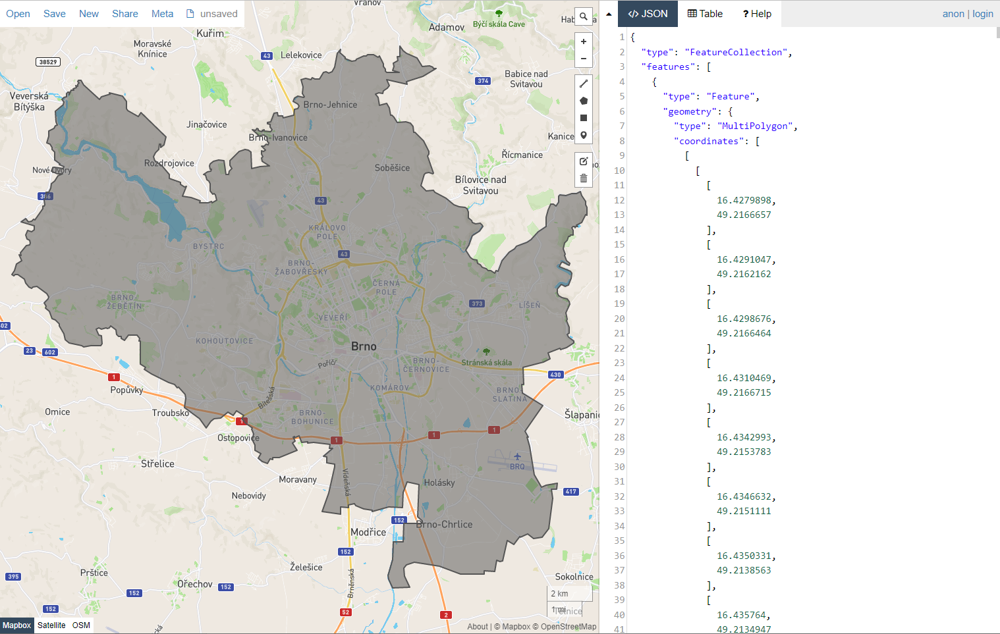 Open Save New Share Meta unsaved
JSON Table Help
anon | login
Vranov
Adamov
Býčí skála Cave
Kuřim
Moravské
Knínice
43
Lelekovice
38529
374
Babice nad
Svitavou
Veverská
Bítýška
Brno-Jehnice
Jinačovice
Brno-Ivanovice
Kanice
Řícmanice
Rozdrojovice
Nové Dvory
Soběšice
Bílovice nad
Svitavou
386
43
KRÁLOVO
POLE
BYSTRC
43
BRNO-
ŽABOVŘESKY
ČERNÁ
POLE
BRNO-
ŽEBĚTÍN
373
LÍŠEŇ
VEVEŘÍ
602
KOHOUTOVICE
Brno
23
602
Poříčí
BRNO-
ČERNOVICE
Stránská skála
430
1
Popůvky
KOMÁROV
BRNO-
SLATINA
Bítešská
Omice
Troubsko
BRNO-
BOHUNICE
Šlapanic
1
Ostopovice
1
1
1
Střelice
BRQ
Moravany
Vídeňská
Holásky
Nebovidy
417
152
Brno-Chrlice
Modřice
152
Želešice
Prštice
395
Ořechov
152
152
Brněnská
Sokolnice
2 km
1 mi
Telnice
152
52
2
Mapbox Satellite OSM
About | © Mapbox © OpenStreetMap
1 {
2 "type": "FeatureCollection",
3 "features": [
4 {
5 "type": "Feature",
6 "geometry": {
7 "type": "MultiPolygon",
8 "coordinates": [
9 [
10 [
11 [
12 16.4279898,
13 49.2166657
14 ],
15 [
16 16.4291047,
17 49.2162162
18 ],
19 [
20 16.4298676,
21 49.2166464
22 ],
23 [
24 16.4310469,
25 49.2166715
26 ],
27 [
28 16.4342993,
29 49.2153783
30 ],
31 [
32 16.4346632,
33 49.2151111
34 ],
35 [
36 16.4350331,
37 49.2138563
38 ],
39 [
40 16.435764,
41 49.2134947